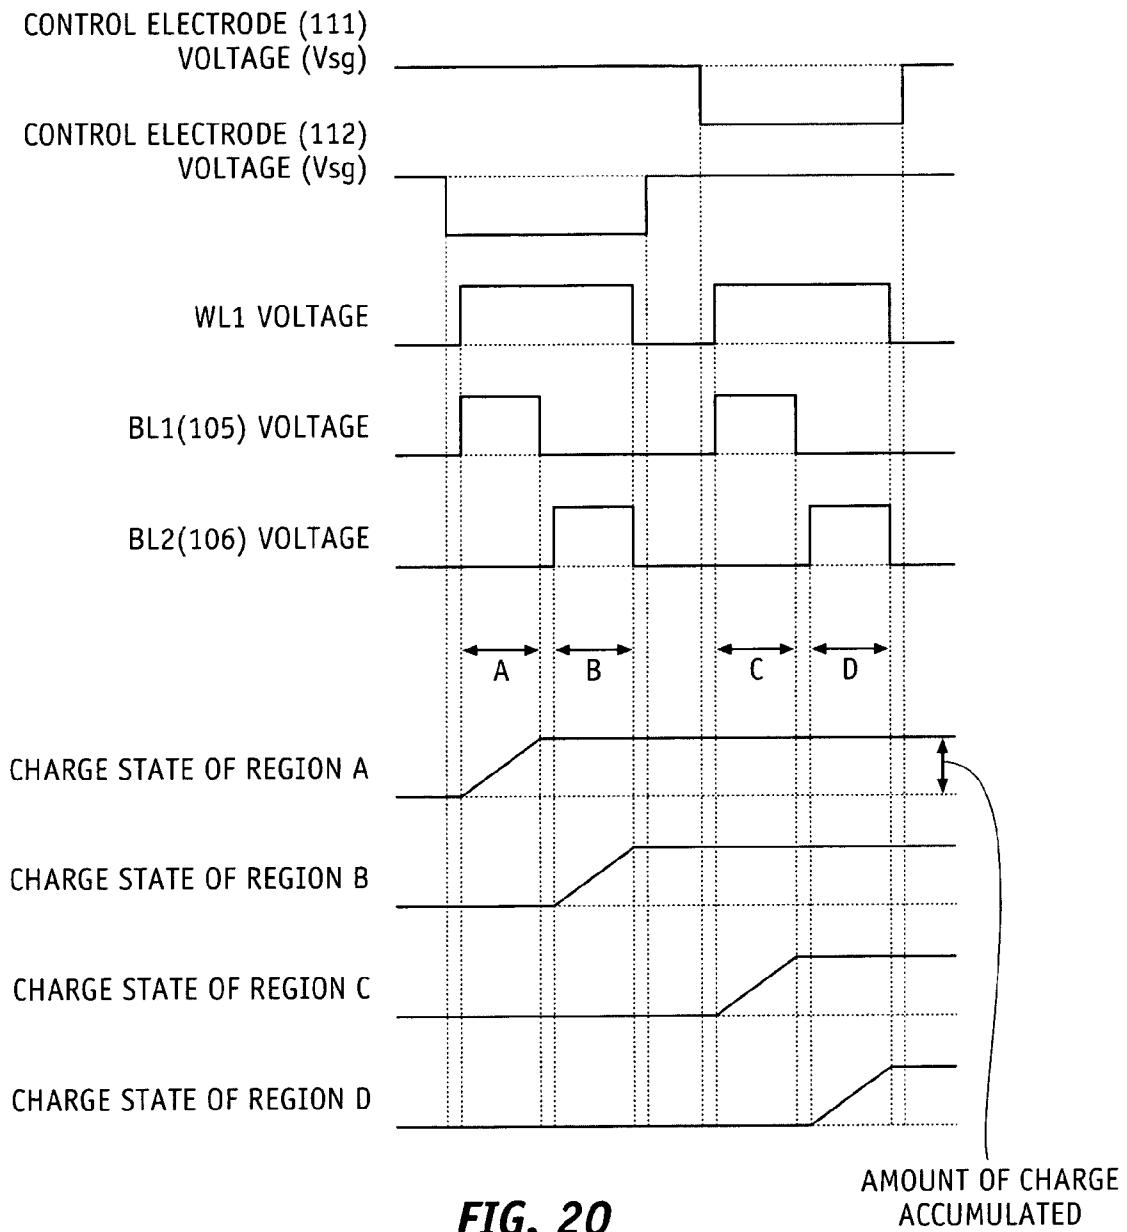 CONTROL ELECTRODE (111)
VOLTAGE (Vsg)
CONTROL ELECTRODE (112)
VOLTAGE (Vsg)
WL1 VOLTAGE
BL1(105) VOLTAGE
BL2(106) VOLTAGE
A
B
C
D
CHARGE STATE OF REGION A
CHARGE STATE OF REGION B
CHARGE STATE OF REGION C
CHARGE STATE OF REGION D
AMOUNT OF CHARGE
ACCUMULATED
FIG. 20